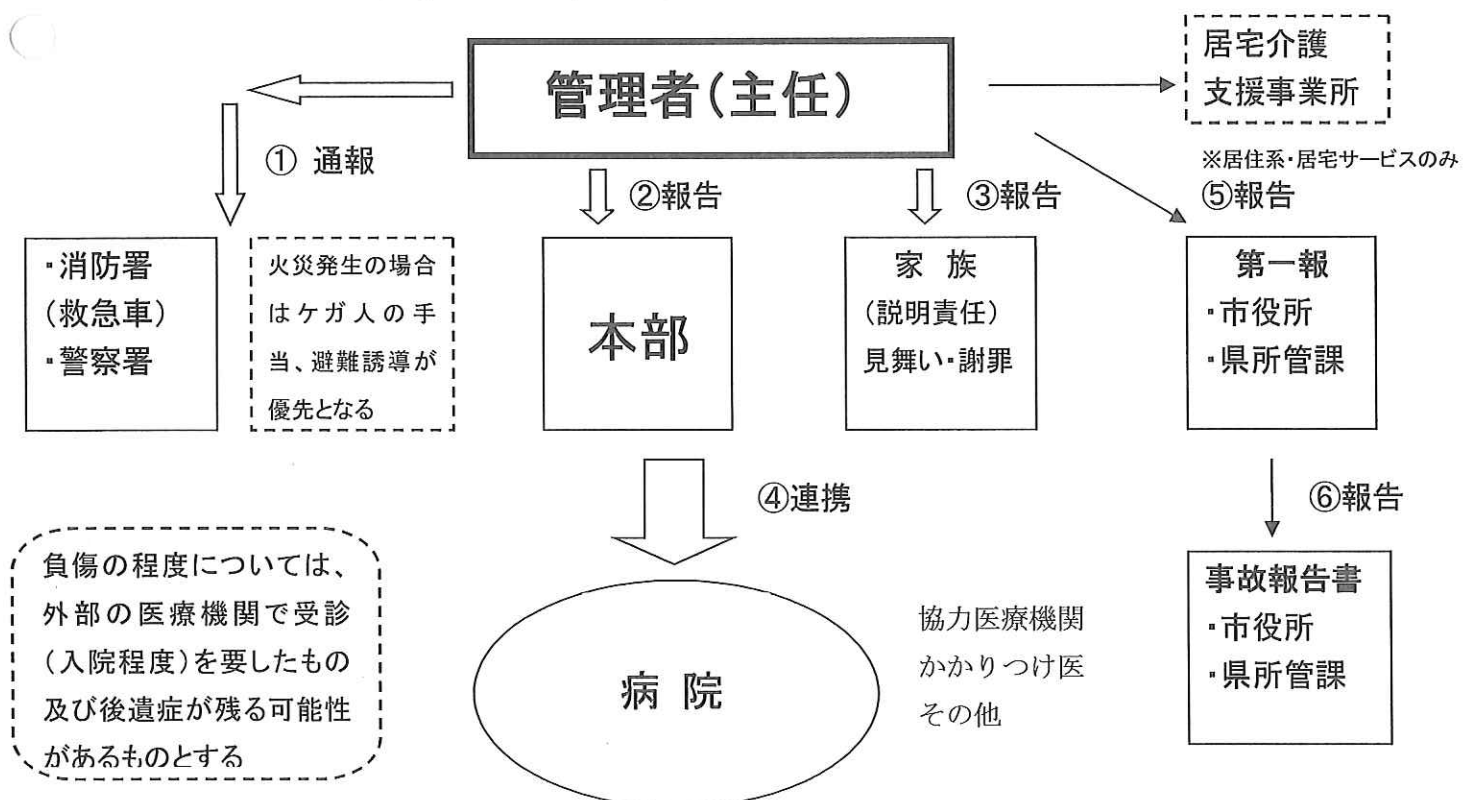 管理者(主任)
居宅介護
支援事業所
※居住系・居宅サービスのみ
① 通報
②報告
③報告
⑤報告
・消防署
(救急車)
・警察署
火災発生の場合
はケガ人の手
当、避難誘導が
優先となる
本部
家 族
(説明責任)
見舞い・謝罪
第一報
・市役所
・県所管課
④連携
⑥報告
負傷の程度については、
外部の医療機関で受診
(入院程度)を要したもの
及び後遺症が残る可能性
があるものとする
病 院
協力医療機関
かかりつけ医
その他
事故報告書
・市役所
・県所管課